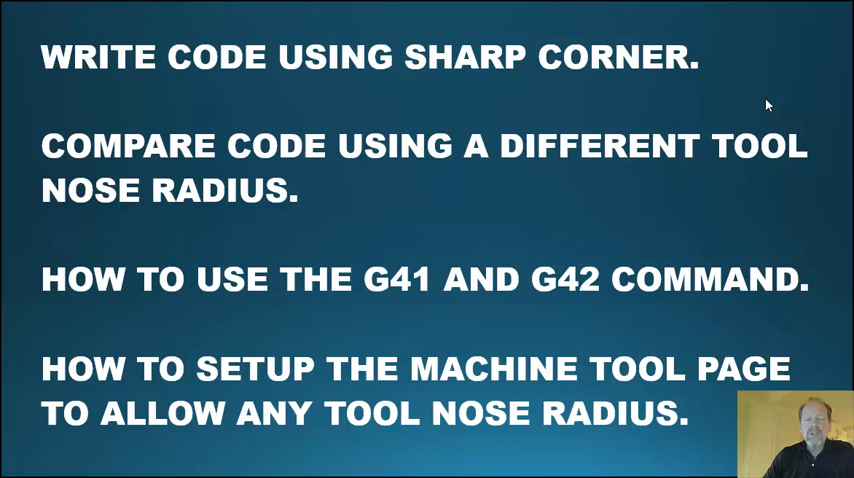 WRITE CODE USING SHARP CORNER.
COMPARE CODE USING A DIFFERENT TOOL
NOSE RADIUS.
HOW TO USE THE G41 AND G42 COMMAND.
HOW TO SETUP THE MACHINE TOOL PAGE
TO ALLOW ANY TOOL NOSE RADIUS.